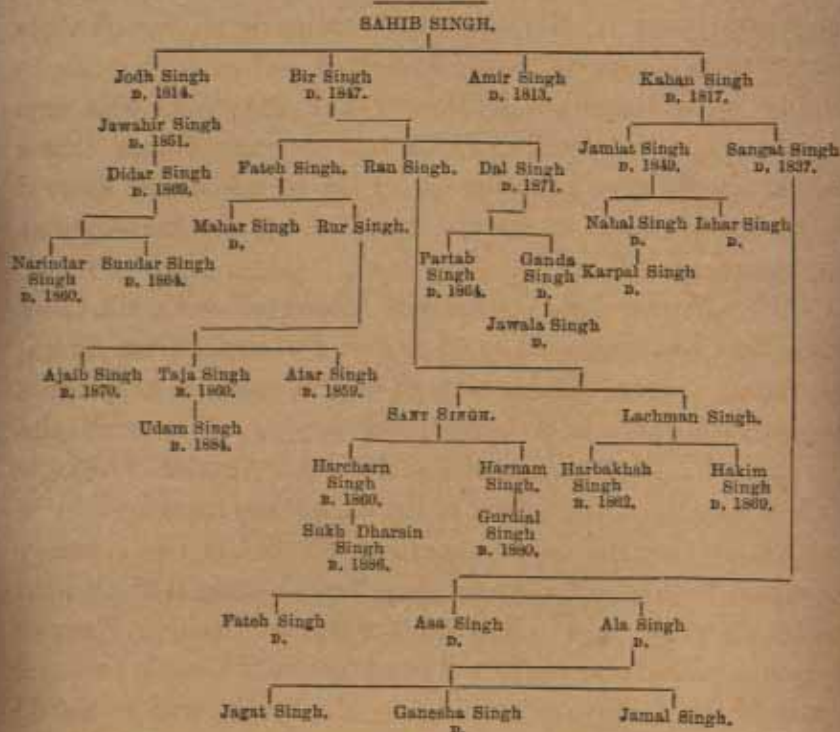 SAHIB SINGH.
Jodh Singh Bir Singh Amir Singh Kahan Singh
D. 1814. D. 1847. D. 1813. D. 1817.
Jawahir Singh
D. 1851.
Jamiat Singh Sangat Singh
D. 1849. D. 1837.
Didar Singh Fateh Singh. Ran Singh. Dal Singh
D. 1869. D. 1871.
Mahar Singh Rur Singh.
D.
Nahal Singh Ishar Singh
D. D.
Narindar Sundar Singh
Singh B. 1864.
B. 1860.
Partab Ganda
Singh Singh
D. 1864. D.
Karpal Singh
D.
Jawala Singh
D.
Ajaib Singh Taja Singh Atar Singh
B. 1870. B. 1860. B. 1859.
Udam Singh
B. 1884.
SANT SINGH. Lachman Singh.
Harcharn Harnam Harbakhsh Hakim
Singh Singh. Singh Singh
B. 1860. B. 1862. B. 1869.
Sukh Dharsin Gurdial
Singh Singh
B. 1886. B. 1880.
Fateh Singh Asa Singh Ala Singh
D. D. D.
Jagat Singh. Ganesha Singh Jamal Singh.
D.